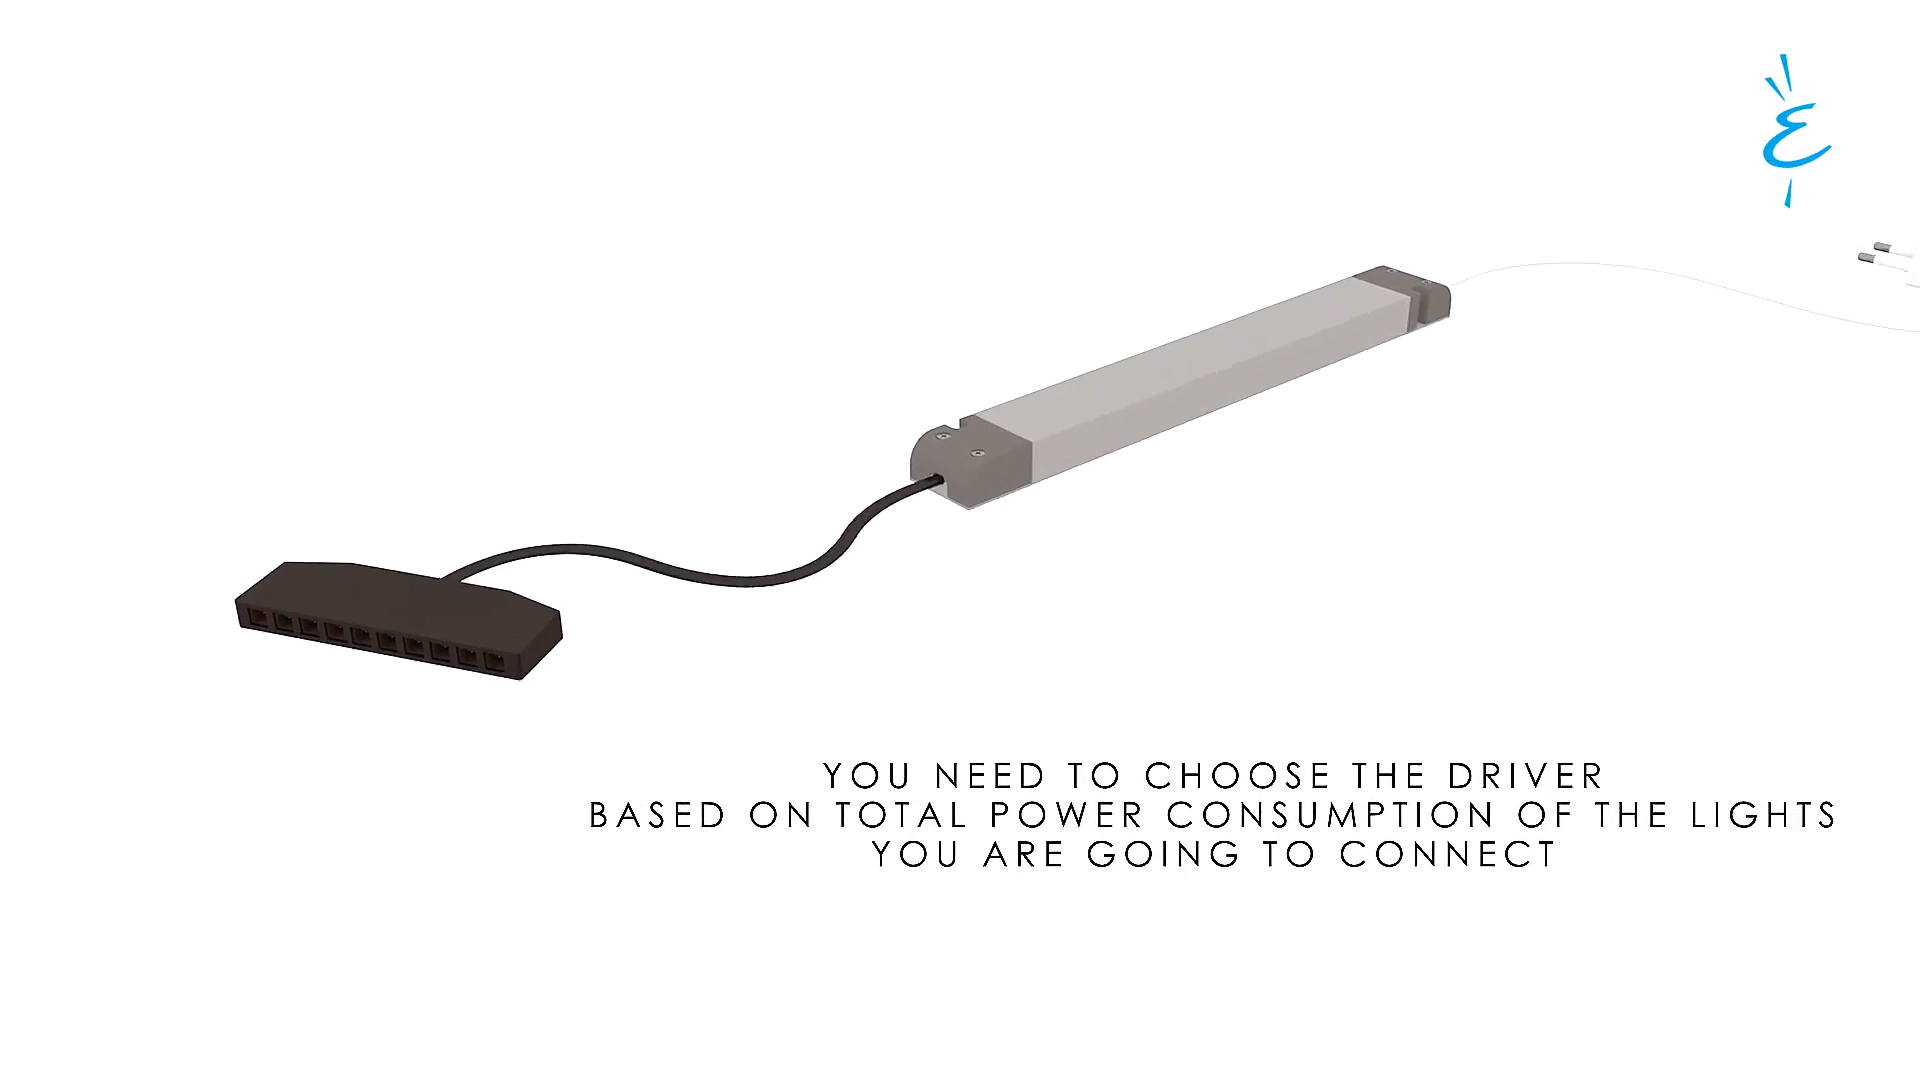 YOU NEED TO CHOOSE THE DRIVER
BASED ON TOTAL POWER CONSUMPTION OF THE LIGHTS
YOU ARE GOING TO CONNECT